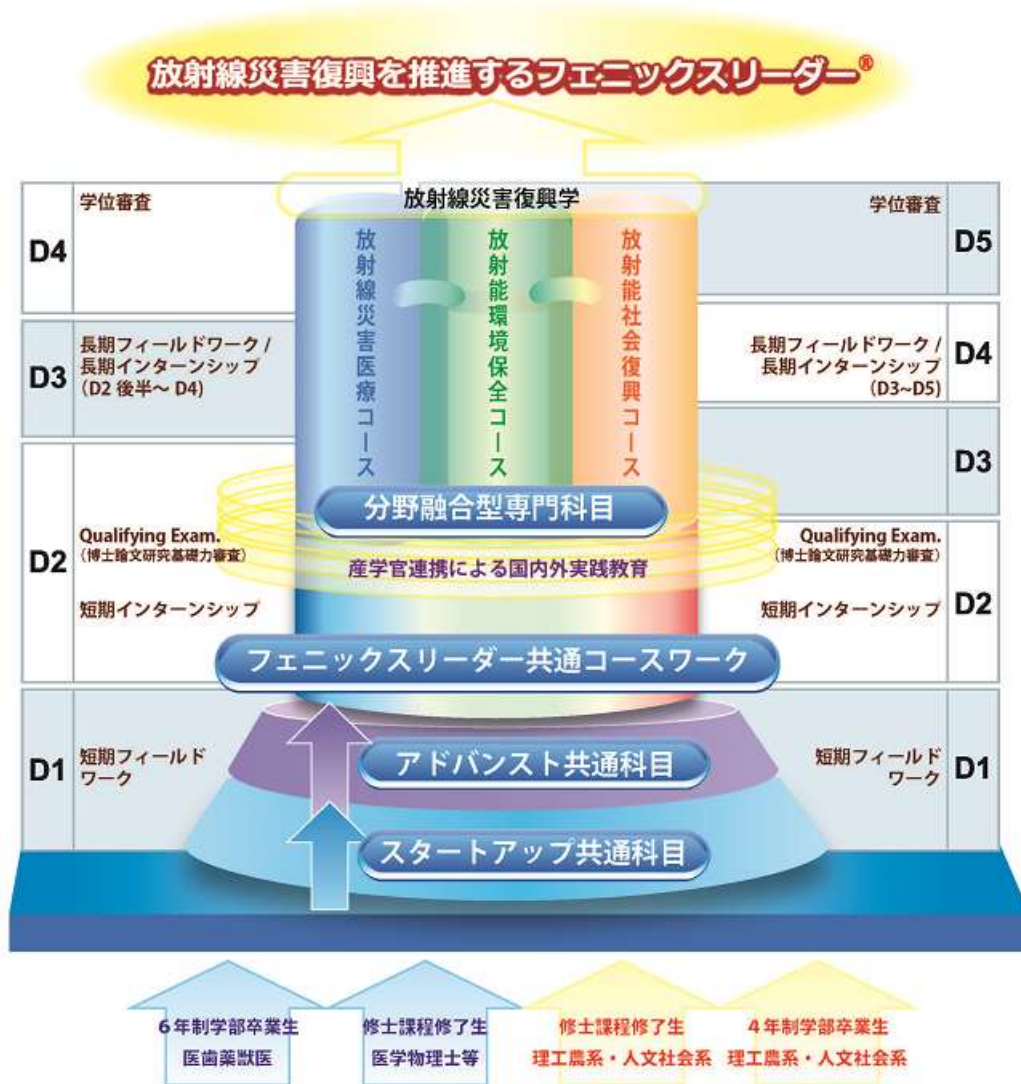 放射線災害復興を推進するフェニックスリーダー®
放射線災害復興学
D4
学位審査
D3
長期フィールドワーク /
長期インターンシップ
(D2 後半～ D4)
D2
Qualifying Exam.
(博士論文研究基礎力審査)
短期インターンシップ
D1
短期フィールド
ワーク
放射線災害医療コース
放射能環境保全コース
放射能社会復興コース
分野融合型専門科目
産学官連携による国内外実践教育
フェニックスリーダー共通コースワーク
アドバンスト共通科目
スタートアップ共通科目
学位審査
D5
長期フィールドワーク /
長期インターンシップ
(D3~D5)
D4
D3
Qualifying Exam.
(博士論文研究基礎力審査)
短期インターンシップ
D2
短期フィールド
ワーク
D1
6年制学部卒業生
医歯薬獣医
修士課程修了生
医学物理士等
修士課程修了生
理工農系・人文社会系
4年制学部卒業生
理工農系・人文社会系